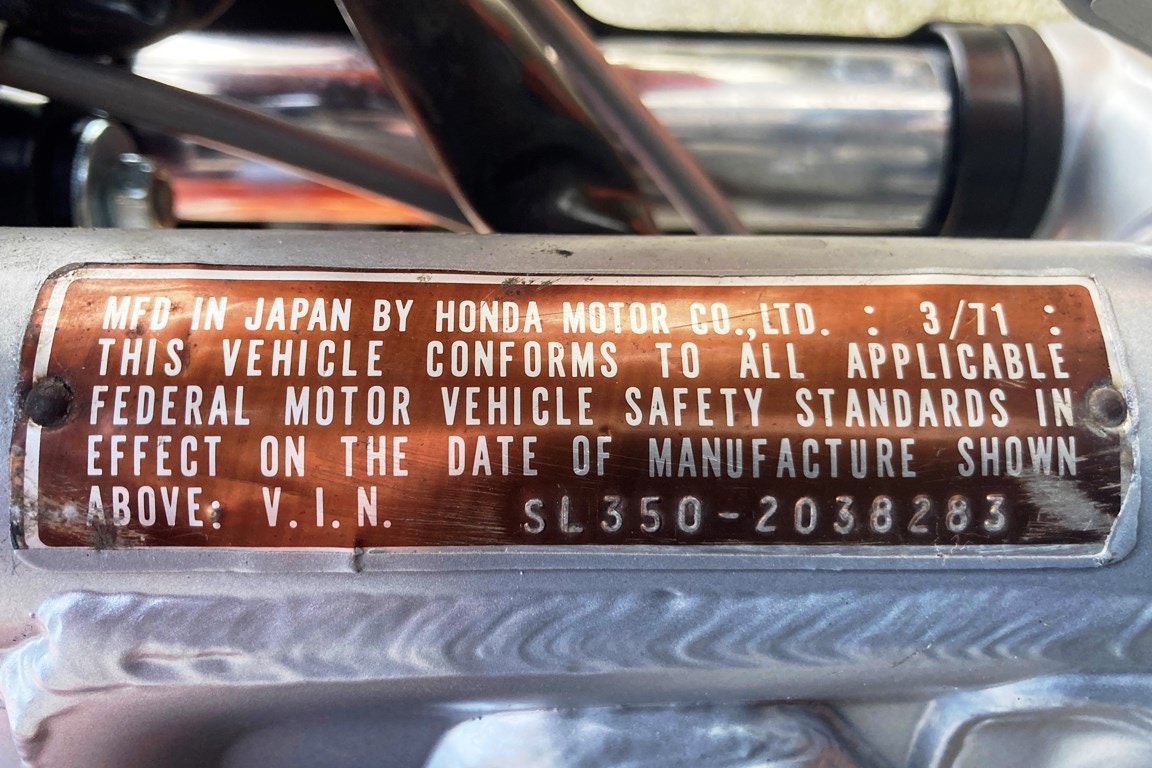 MFD IN JAPAN BY HONDA MOTOR CO., LTD. : 3/71 :
THIS VEHICLE CONFORMS TO ALL APPLICABLE
FEDERAL MOTOR VEHICLE SAFETY STANDARDS IN
EFFECT ON THE DATE OF MANUFACTURE SHOWN
ABOVE: V.I.N. SL350-2038283